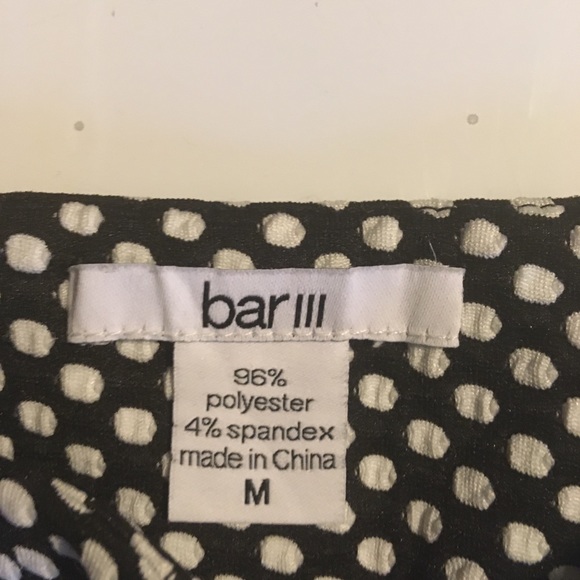 bar III
96%
polyester
4% spandex
made in China
M